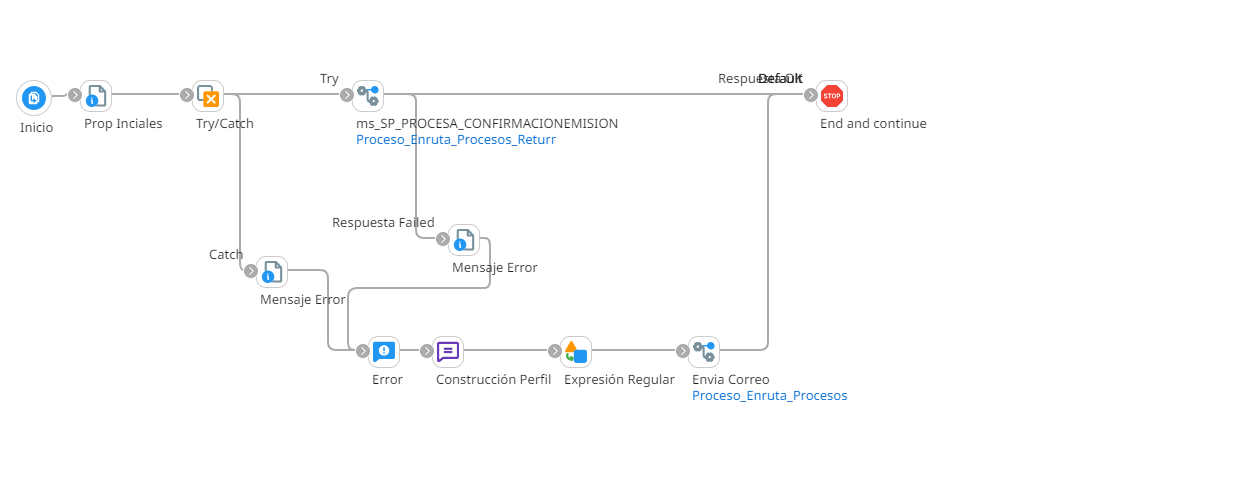 Try
Respuesta Ok
Default
STOP
Inicio
Prop Inciales
Try/Catch
ms_SP_PROCESA_CONFIRMACIONEMISION
Proceso_Enruta_Procesos_Returr
End and continue
Respuesta Failed
Mensaje Error
Catch
Mensaje Error
Error
Construcción Perfil
Expresión Regular
Envia Correo
Proceso_Enruta_Procesos